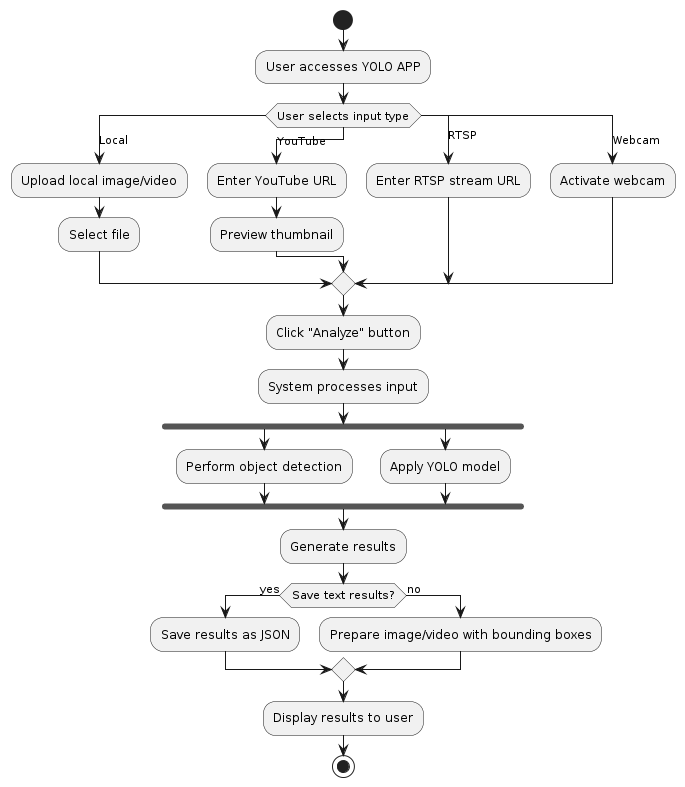 User accesses YOLO APP
User selects input type
Local
YouTube
RTSP
Webcam
Upload local image/video
Enter YouTube URL
Enter RTSP stream URL
Activate webcam
Select file
Preview thumbnail
Click "Analyze" button
System processes input
Perform object detection
Apply YOLO model
Generate results
yes
Save text results?
no
Save results as JSON
Prepare image/video with bounding boxes
Display results to user